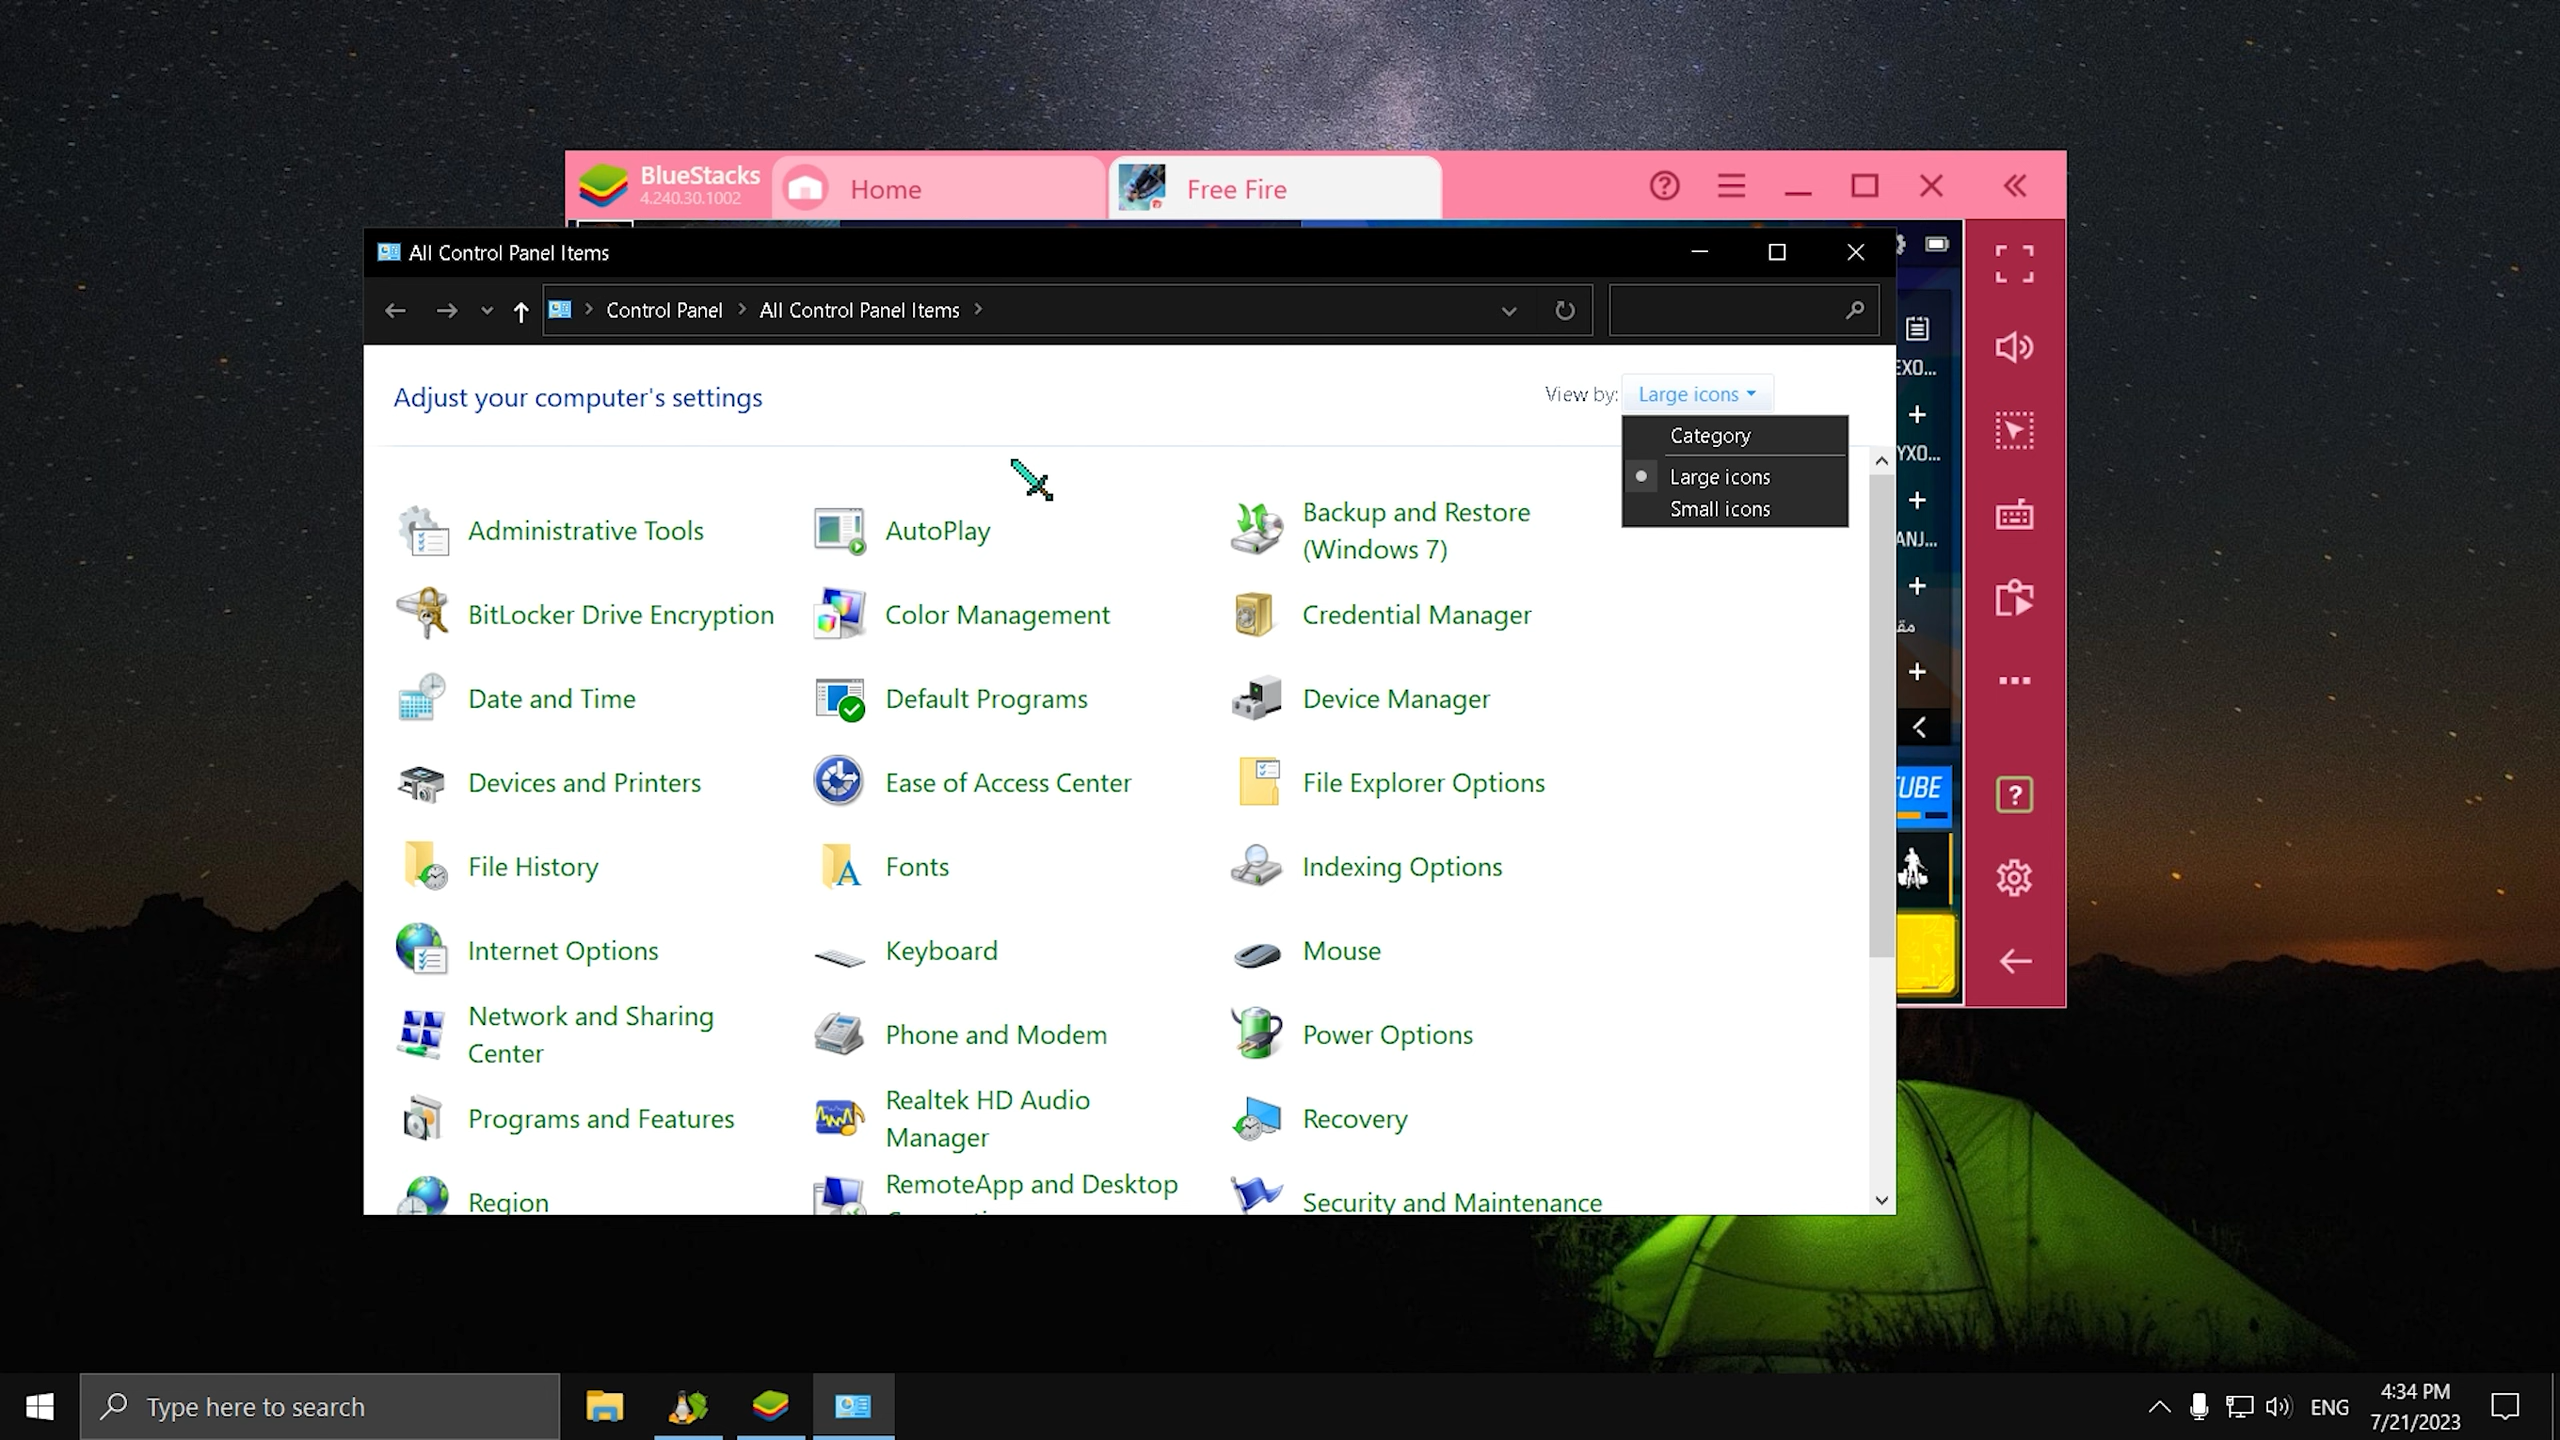 BlueStacks
4.240.30.1002
Home
Free Fire
All Control Panel Items
Control Panel
All Control Panel Items
Adjust your computer's settings
View by:
Large icons
Category
Large icons
Small icons
EXO...
YXO...
ANJ...
Administrative Tools
AutoPlay
Backup and Restore
(Windows 7)
BitLocker Drive Encryption
Color Management
Credential Manager
Date and Time
Default Programs
Device Manager
Devices and Printers
Ease of Access Center
File Explorer Options
File History
Fonts
Indexing Options
Internet Options
Keyboard
Mouse
Network and Sharing
Center
Phone and Modem
Power Options
Programs and Features
Realtek HD Audio
Manager
Recovery
Region
RemoteApp and Desktop
Security and Maintenance
Type here to search
ENG
4:34 PM
7/21/2023